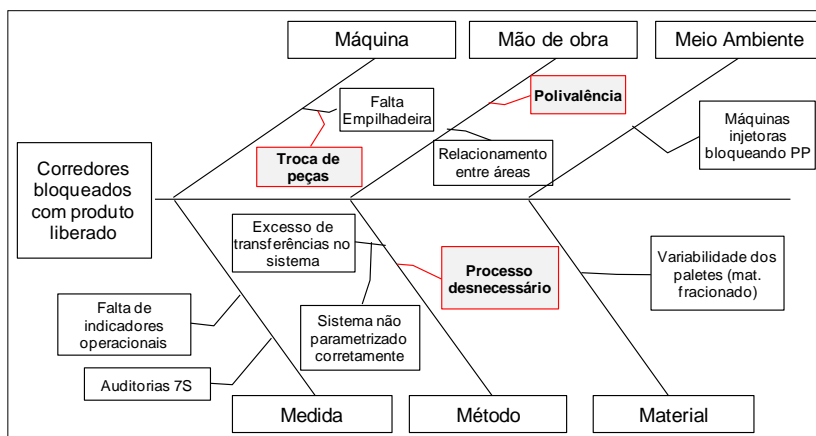 Máquina
Mão de obra
Meio Ambiente
Falta
Empilhadeira
Polivalência
Máquinas
injetoras
bloqueando PP
Troca de
peças
Relacionamento
entre áreas
Corredores
bloqueados
com produto
liberado
Excesso de
transferências no
sistema
Processo
desnecessário
Variabilidade dos
paletes (mat.
fracionado)
Falta de
indicadores
operacionais
Sistema não
parametrizado
corretamente
Auditorias 7S
Medida
Método
Material